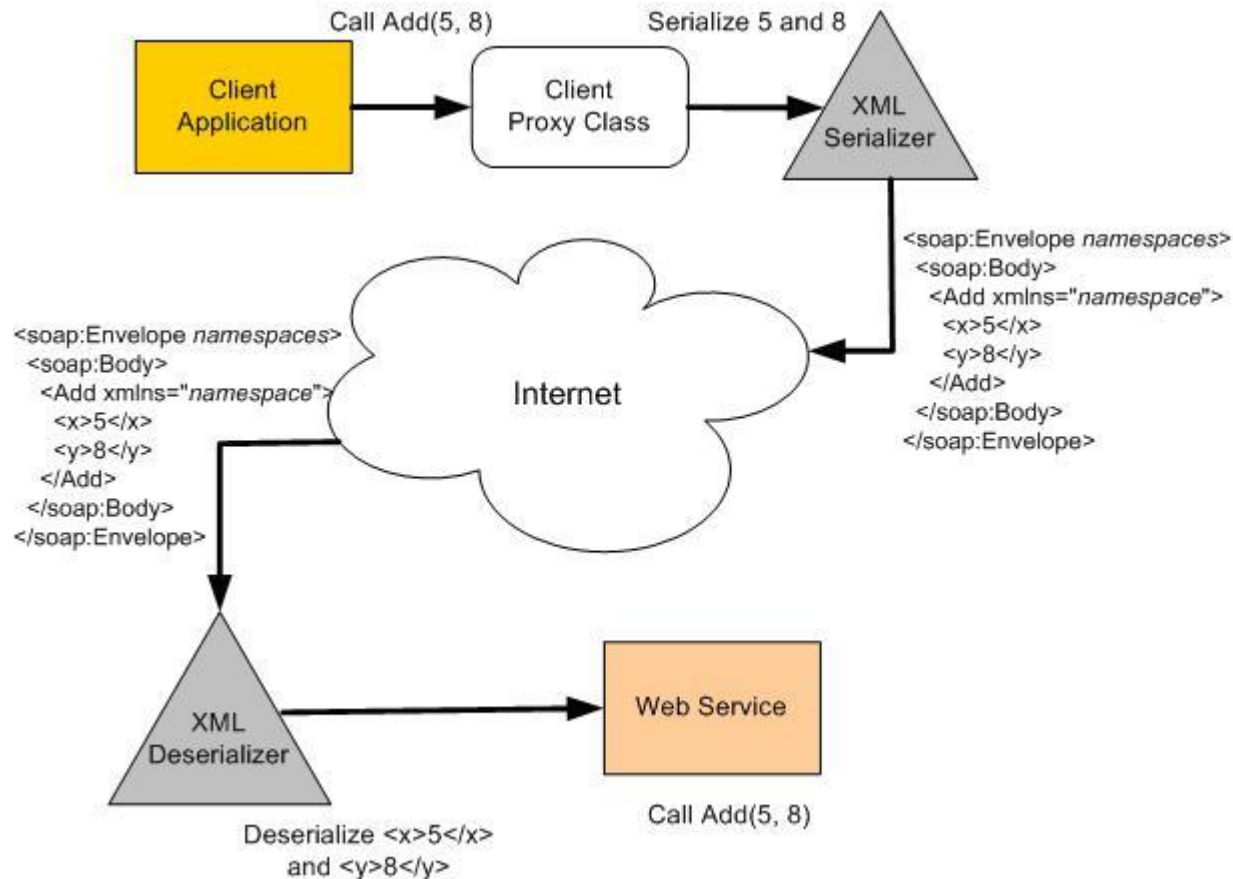 Call Add(5, 8)
Serialize 5 and 8
Client
Application
Client
Proxy Class
XML
Serializer
<soap:Envelope namespaces>
<soap:Body>
<Add xmlns="namespace">
<x>5</x>
<y>8</y>
</Add>
</soap:Body>
</soap:Envelope>
Internet
<soap:Envelope namespaces>
<soap:Body>
<Add xmlns="namespace">
<x>5</x>
<y>8</y>
</Add>
</soap:Body>
</soap:Envelope>
XML
Deserializer
Deserialize <x>5</x>
and <y>8</y>
Web Service
Call Add(5, 8)